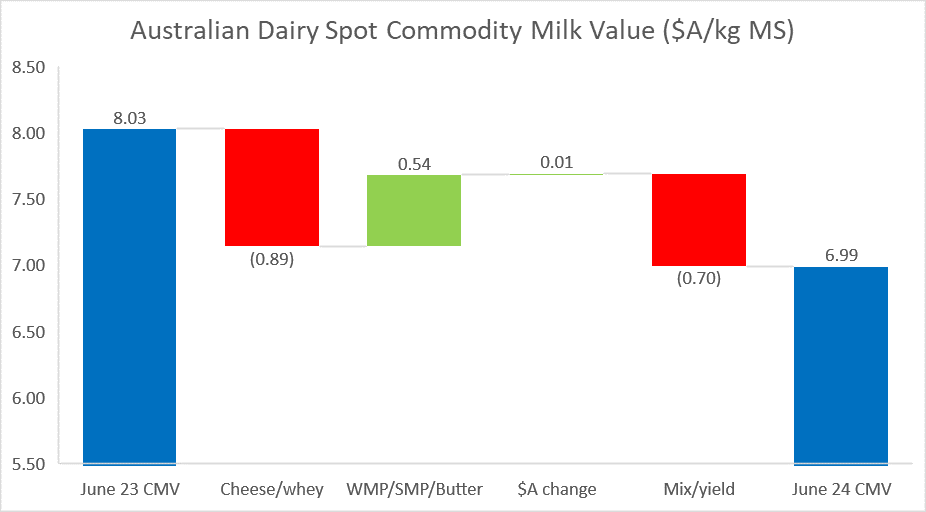 Australian Dairy Spot Commodity Milk Value ($A/kg MS)
8.50
8.00
7.50
7.00
6.50
6.00
5.50
8.03
(0.89)
0.54
0.01
(0.70)
6.99
June 23 CMV
Cheese/whey
WMP/SMP/Butter
$A change
Mix/yield
June 24 CMV